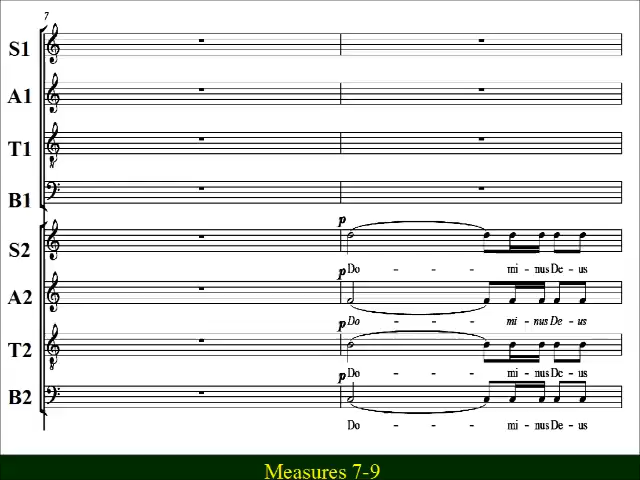 7
S1
A1
T1
B1
p
S2
Do - - - - mi - nus De - us
p
A2
Do - - - - mi - nus De - us
p
T2
Do - - - - mi - nus De - us
p
B2
Do - - - - mi - nus De - us
Measures 7-9